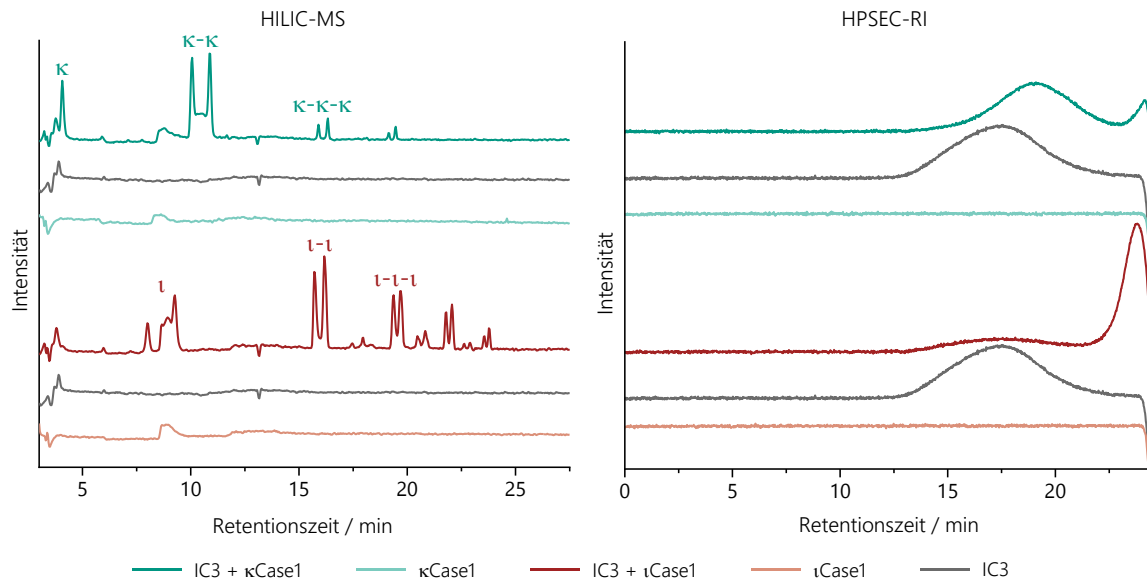 HILIC-MS
κ
κ-κ
κ-κ-κ
ι
ι-ι
ι-ι-ι
Intensität
5
10
15
20
25
Retentionszeit / min
HPSEC-RI
Intensität
0
5
10
15
20
Retentionszeit / min
IC3 + κCase1
κCase1
IC3 + ιCase1
ιCase1
IC3